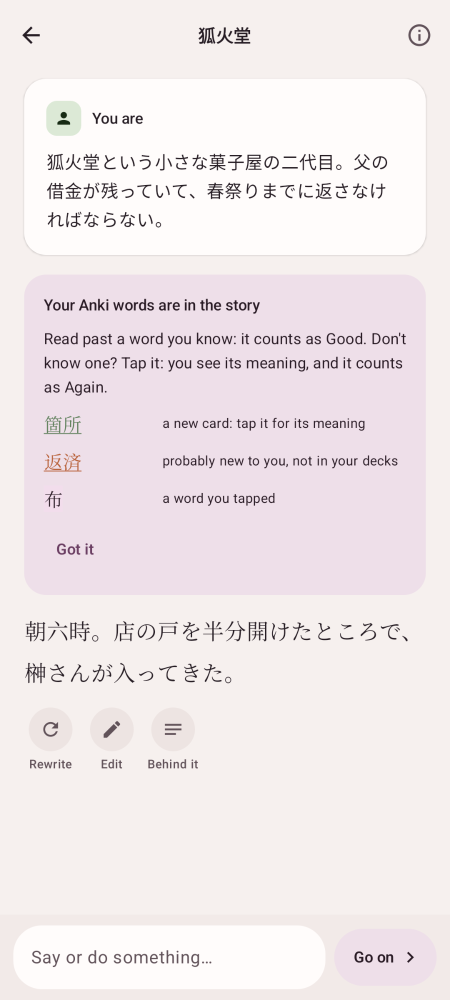 狐火堂
You are
狐火堂という小さな菓子屋の二代目。父の
借金が残っていて、春祭りまでに返さなけ
ればならない。
Your Anki words are in the story
Read past a word you know: it counts as Good. Don't
know one? Tap it: you see its meaning, and it counts
as Again.
箇所 a new card: tap it for its meaning
返済 probably new to you, not in your decks
布 a word you tapped
Got it
朝六時。店の戸を半分開けたところで、
榊さんが入ってきた。
Rewrite Edit Behind it
Say or do something…
Go on